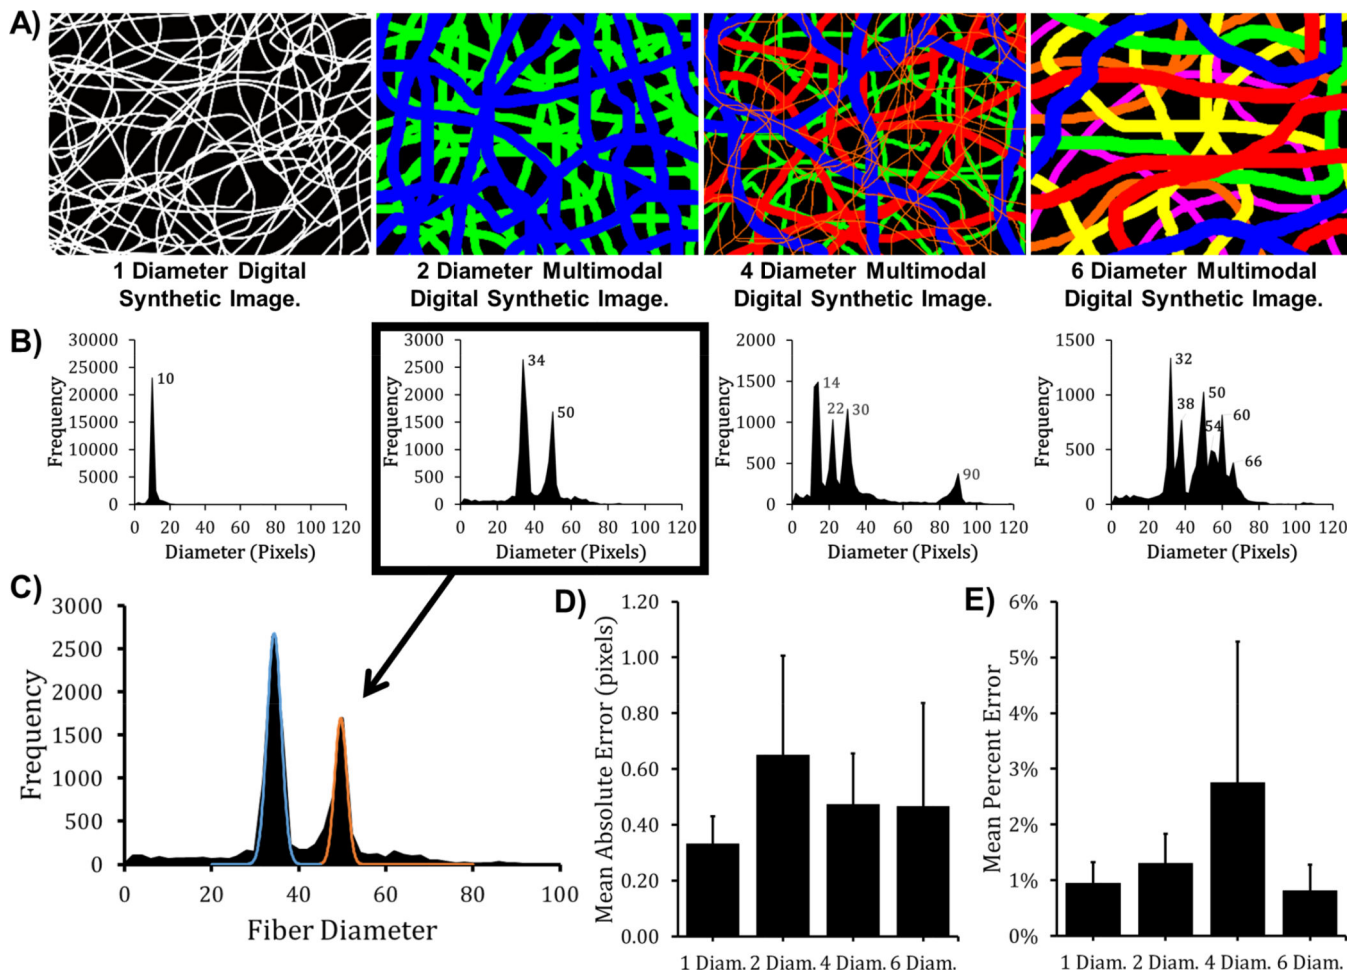 A)
1 Diameter Digital
Synthetic Image.
2 Diameter Multimodal
Digital Synthetic Image.
4 Diameter Multimodal
Digital Synthetic Image.
6 Diameter Multimodal
Digital Synthetic Image.
B)
Frequency
30000
25000
20000
15000
10000
5000
0
10
0 20 40 60 80 100 120
Diameter (Pixels)
Frequency
3000
2500
2000
1500
1000
500
0
34
50
0 20 40 60 80 100 120
Diameter (Pixels)
Frequency
2000
1500
1000
500
0
14
22
30
90
0 20 40 60 80 100 120
Diameter (Pixels)
Frequency
1500
1000
500
0
32
38
50
54
60
66
0 20 40 60 80 100 120
Diameter (Pixels)
C)
Frequency
3000
2500
2000
1500
1000
500
0
0 20 40 60 80 100
Fiber Diameter
D)
Mean Absolute Error (pixels)
1.20
1.00
0.80
0.60
0.40
0.20
0.00
1 Diam. 2 Diam. 4 Diam. 6 Diam.
E)
Mean Percent Error
6%
5%
4%
3%
2%
1%
0%
1 Diam. 2 Diam. 4 Diam. 6 Diam.